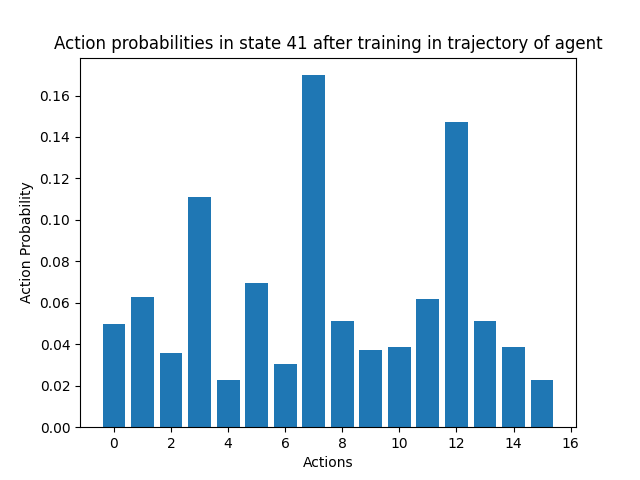 Action probabilities in state 41 after training in trajectory of agent
0.16
0.14
0.12
0.10
0.08
0.06
0.04
0.02
0.00
Action Probability
0 2 4 6 8 10 12 14 16
Actions